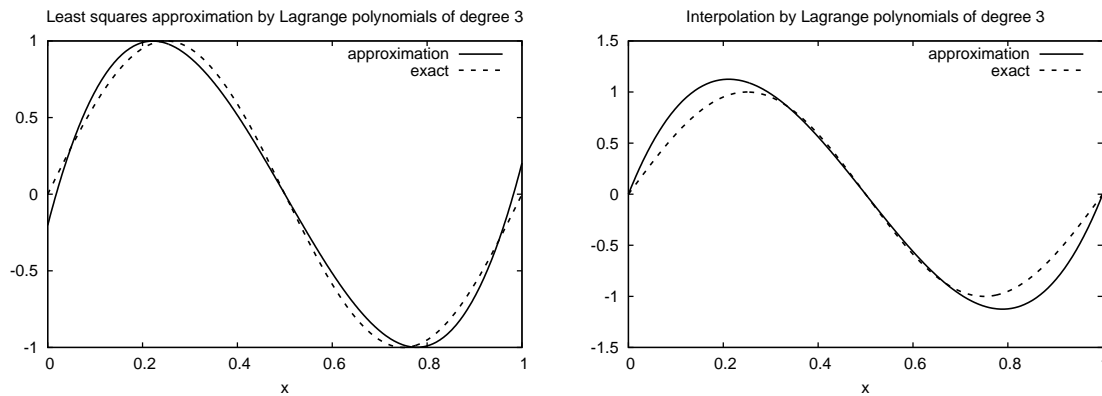 Least squares approximation by Lagrange polynomials of degree 3
1
0.5
0
-0.5
-1
0 0.2 0.4 0.6 0.8 1
x
approximation
exact
Interpolation by Lagrange polynomials of degree 3
1.5
1
0.5
0
-0.5
-1
-1.5
0 0.2 0.4 0.6 0.8 1
x
approximation
exact